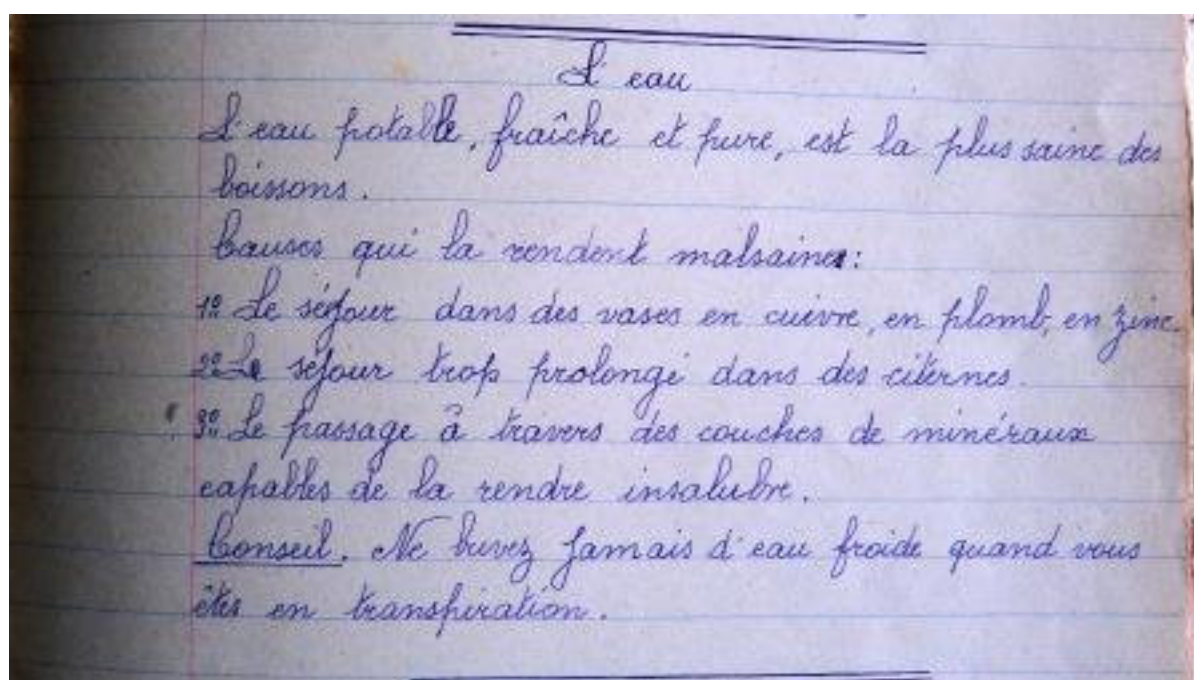 L'eau
L'eau potable, fraîche et pure, est la plus saine des
boissons.
Causes qui la rendent malsaine:
1º Le séjour dans des vases en cuivre, en plomb, en zinc.
2º Le séjour trop prolongé dans des citernes.
3º Le passage à travers des couches de minéraux
capables de la rendre insalubre.
Conseil. Ne buvez jamais d'eau froide quand vous
êtes en transpiration.